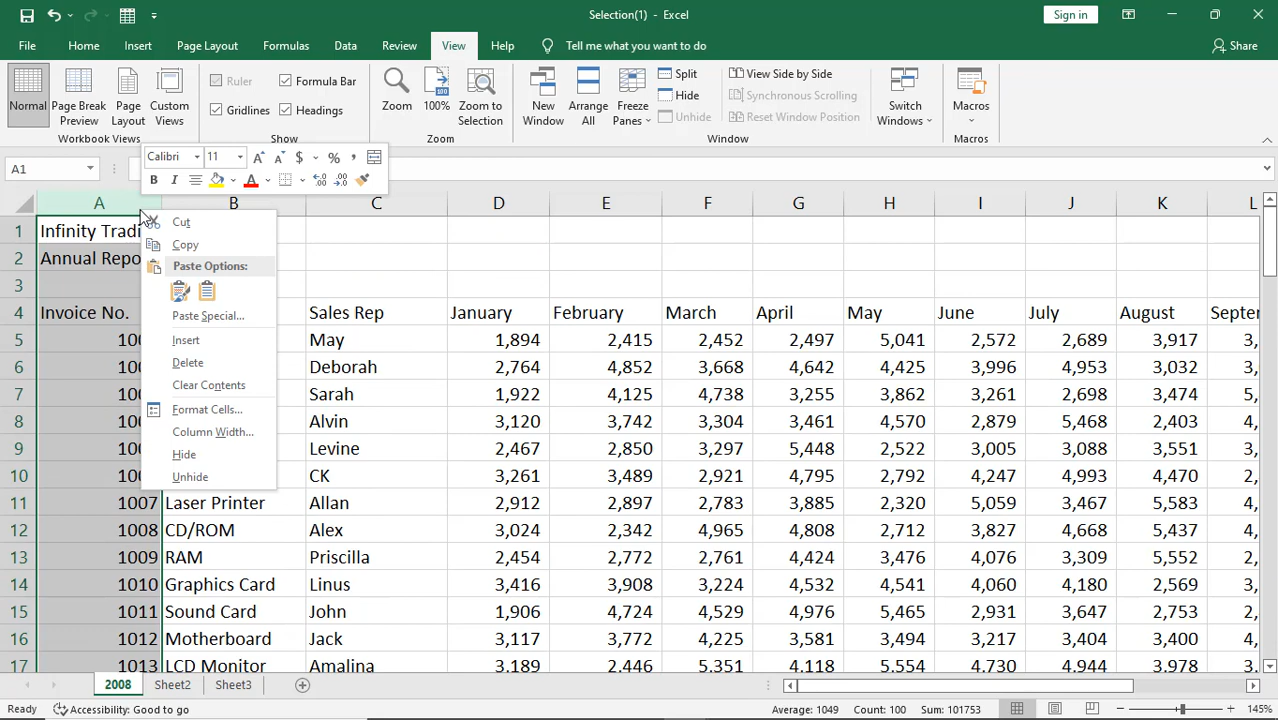 Selection(1) - Excel
Sign in
File Home Insert Page Layout Formulas Data Review View Help Tell me what you want to do Share
Normal
Page Break Preview
Page Layout
Custom Views
Workbook Views
Ruler Formula Bar
Gridlines Headings
Show
Zoom
100%
Zoom to Selection
Zoom
New Window
Arrange All
Freeze Panes
Split
Hide
Unhide
View Side by Side
Synchronous Scrolling
Reset Window Position
Window
Switch Windows
Macros
Macros
A1
Calibri 11 A A $ % ,
B I A .00 .0
A B C D E F G H I J K L
1 Infinity Tradi
2 Annual Repo
3
4 Invoice No. Sales Rep January February March April May June July August Septer
5 100 May 1,894 2,415 2,452 2,497 5,041 2,572 2,689 3,917 3,
6 100 Deborah 2,764 4,852 3,668 4,642 4,425 3,996 4,953 3,032 3,
7 100 Sarah 1,922 4,125 4,738 3,255 3,862 3,261 2,698 3,474 5,
8 100 Alvin 3,120 3,742 3,304 3,461 4,570 2,879 5,468 2,403 4,
9 100 Levine 2,467 2,850 3,297 5,448 2,522 3,005 3,088 3,551 3,
10 100 CK 3,261 3,489 2,921 4,795 2,792 4,247 4,993 4,470 2,
11 1007 Laser Printer Allan 2,912 2,897 2,783 3,885 2,320 5,059 3,467 5,583 4,
12 1008 CD/ROM Alex 3,024 2,342 4,965 4,808 2,712 3,827 4,668 5,437 4,
13 1009 RAM Priscilla 2,454 2,772 2,761 4,424 3,476 4,076 3,309 5,552 2,
14 1010 Graphics Card Linus 3,416 3,908 3,224 4,532 4,541 4,060 4,180 2,569 3,
15 1011 Sound Card John 1,906 4,724 4,529 4,976 5,465 2,931 3,647 2,753 2,
16 1012 Motherboard Jack 3,117 3,772 4,225 3,581 3,494 3,217 3,404 3,400 4,
17 1013 LCD Monitor Amalina 3,189 2,446 5,351 4,118 5,554 4,730 4,944 3,978 3,
Cut
Copy
Paste Options:
Paste Special...
Insert
Delete
Clear Contents
Format Cells...
Column Width...
Hide
Unhide
2008 Sheet2 Sheet3
Ready Accessibility: Good to go Average: 1049 Count: 100 Sum: 101753 145%